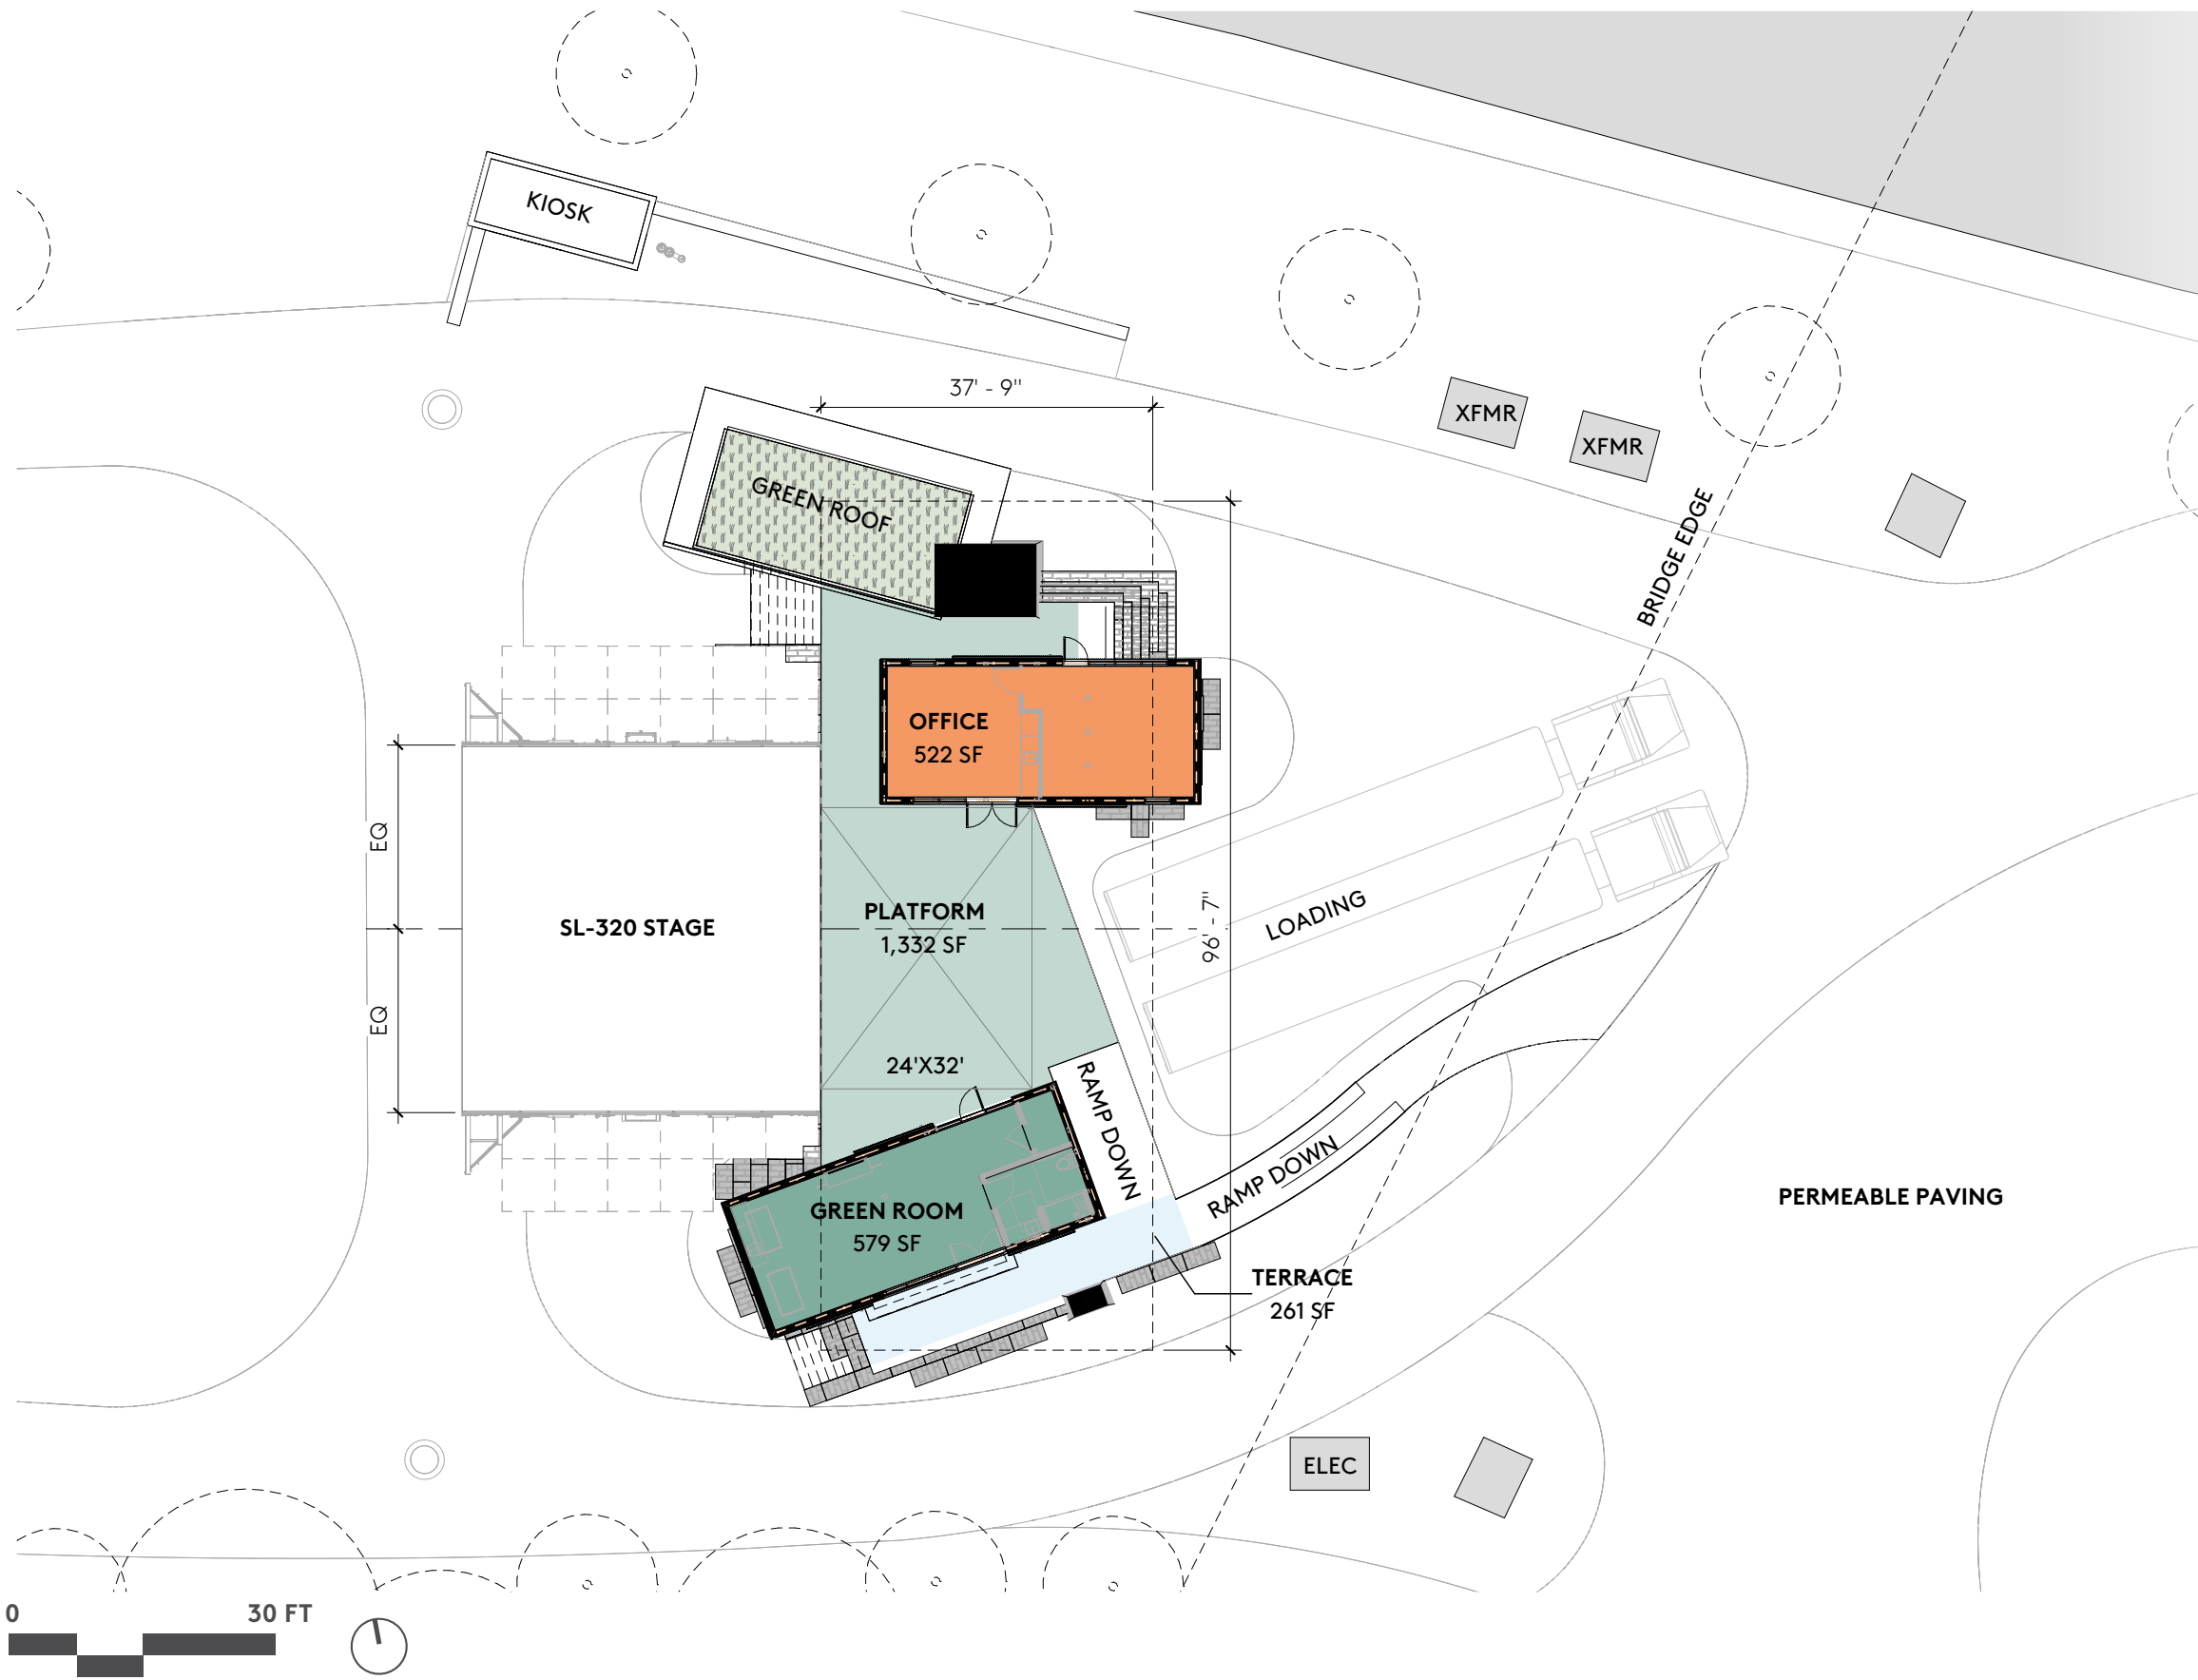 KIOSK
37' - 9"
XFMR
XFMR
GREEN ROOF
BRIDGE EDGE
OFFICE
522 SF
EQ
SL-320 STAGE
PLATFORM
1,332 SF
96' - 7"
LOADING
EQ
24'X32'
RAMP DOWN
RAMP DOWN
GREEN ROOM
579 SF
PERMEABLE PAVING
TERRACE
261 SF
ELEC
0
30 FT